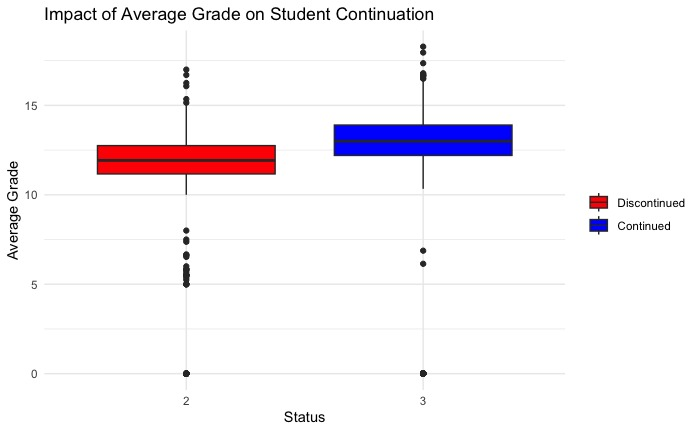 Impact of Average Grade on Student Continuation
15
10
5
0
Average Grade
2
3
Status
Discontinued
Continued